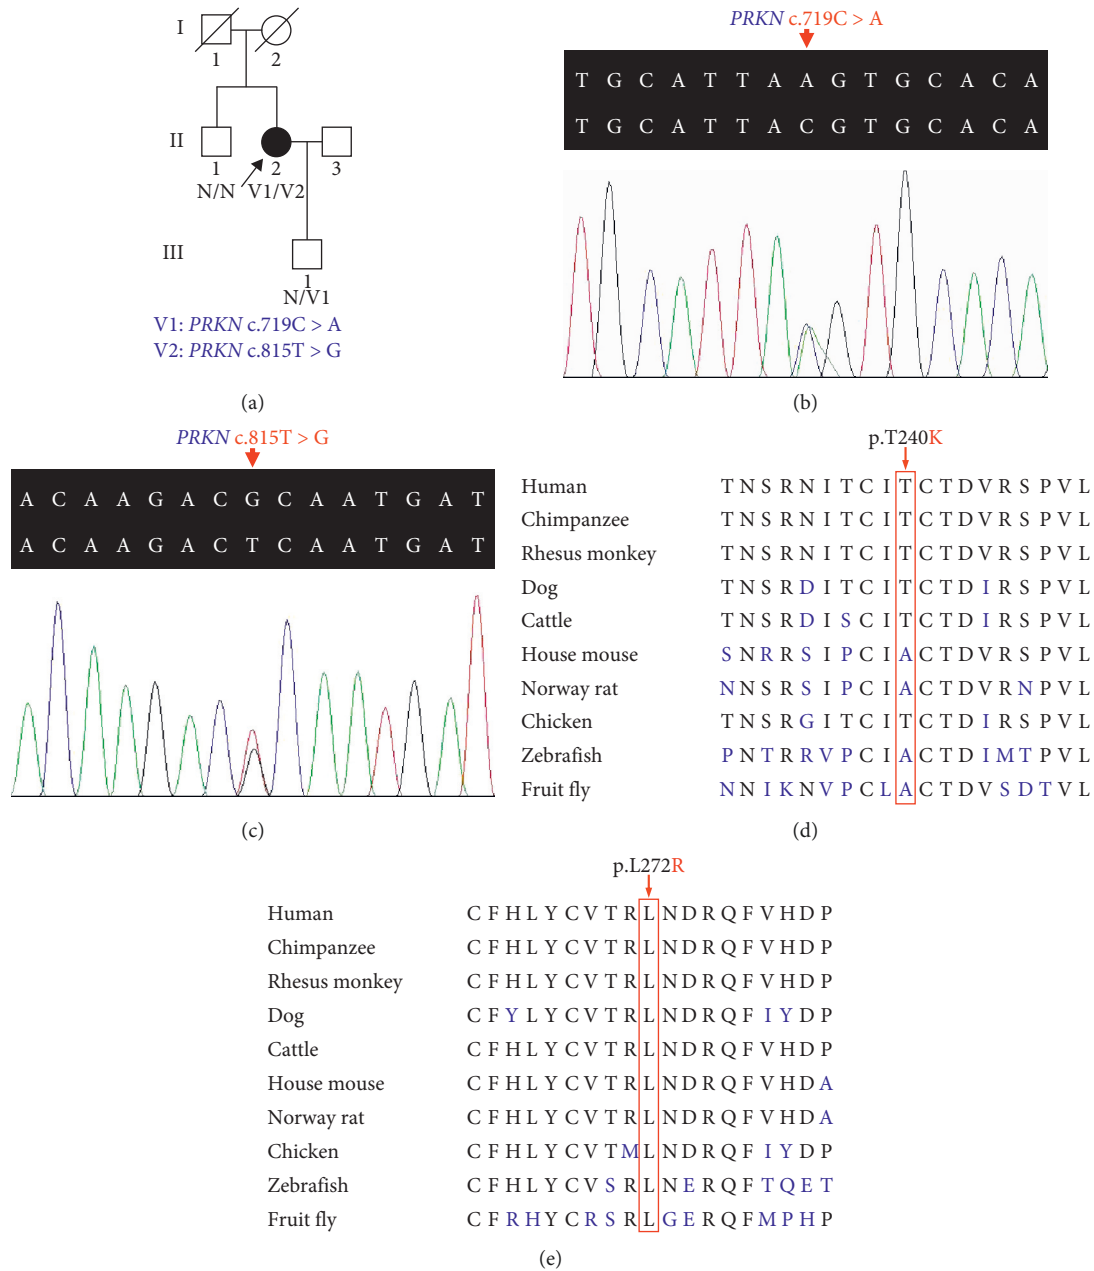 I
1 2
II
1 2 3
N/N V1/V2
III
1
N/V1
V1: PRKN c.719C > A
V2: PRKN c.815T > G
(a)
PRKN c.719C > A
T G C A T T A A G T G C A C A
T G C A T T A C G T G C A C A
(b)
PRKN c.815T > G
A C A A G A C G C A A T G A T
A C A A G A C T C A A T G A T
(c)
p.T240K
Human T N S R N I T C I T C T D V R S P V L
Chimpanzee T N S R N I T C I T C T D V R S P V L
Rhesus monkey T N S R N I T C I T C T D V R S P V L
Dog T N S R D I T C I T C T D I R S P V L
Cattle T N S R D I S C I T C T D I R S P V L
House mouse S N R R S I P C I A C T D V R S P V L
Norway rat N N S R S I P C I A C T D V R N P V L
Chicken T N S R G I T C I T C T D I R S P V L
Zebrafish P N T R R V P C I A C T D I M T P V L
Fruit fly N N I K N V P C L A C T D V S D T V L
(d)
p.L272R
Human C F H L Y C V T R L N D R Q F V H D P
Chimpanzee C F H L Y C V T R L N D R Q F V H D P
Rhesus monkey C F H L Y C V T R L N D R Q F V H D P
Dog C F Y L Y C V T R L N D R Q F I Y D P
Cattle C F H L Y C V T R L N D R Q F V H D P
House mouse C F H L Y C V T R L N D R Q F V H D A
Norway rat C F H L Y C V T R L N D R Q F V H D A
Chicken C F H L Y C V T M L N D R Q F I Y D P
Zebrafish C F H L Y C V S R L N E R Q F T Q E T
Fruit fly C F R H Y C R S R L G E R Q F M P H P
(e)